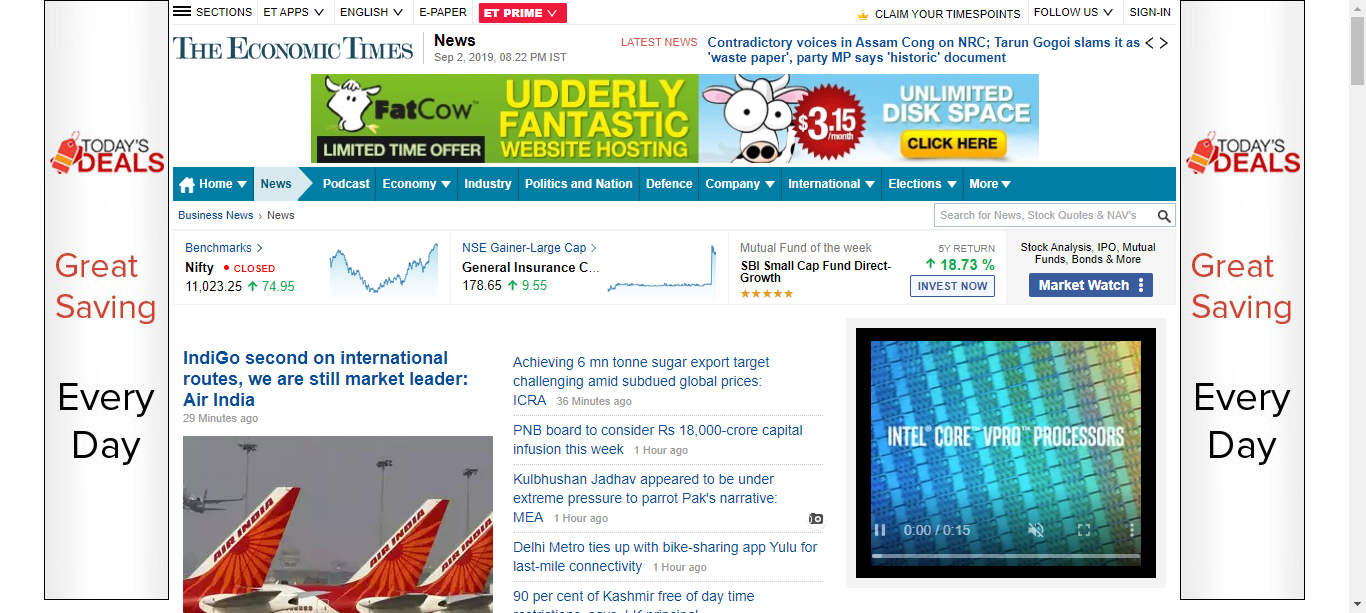 SECTIONS ET APPS ENGLISH E-PAPER ET PRIME CLAIM YOUR TIMESPOINTS FOLLOW US SIGN-IN
THE ECONOMIC TIMES
News
Sep 2, 2019, 08.22 PM IST
LATEST NEWS
Contradictory voices in Assam Cong on NRC; Tarun Gogoi slams it as
'waste paper', party MP says 'historic' document
FatCow™
LIMITED TIME OFFER
UDDERLY
FANTASTIC
WEBSITE HOSTING
$3.15
/month
UNLIMITED
DISK SPACE
CLICK HERE
Home News Podcast Economy Industry Politics and Nation Defence Company International Elections More
Business News › News
Search for News, Stock Quotes & NAV's
Benchmarks
Nifty CLOSED
11,023.25 74.95
NSE Gainer-Large Cap
General Insurance C...
178.65 9.55
Mutual Fund of the week
SBI Small Cap Fund Direct-
Growth
5Y RETURN
18.73 %
INVEST NOW
Stock Analysis, IPO, Mutual
Funds, Bonds & More
Market Watch
IndiGo second on international
routes, we are still market leader:
Air India
29 Minutes ago
AIR INDIA
AIR INDIA
AIR INDIA
Achieving 6 mn tonne sugar export target
challenging amid subdued global prices:
ICRA 36 Minutes ago
PNB board to consider Rs 18,000-crore capital
infusion this week 1 Hour ago
Kulbhushan Jadhav appeared to be under
extreme pressure to parrot Pak's narrative:
MEA 1 Hour ago
Delhi Metro ties up with bike-sharing app Yulu for
last-mile connectivity 1 Hour ago
90 per cent of Kashmir free of day time
INTEL® CORE™ VPRO™ PROCESSORS
0:00 / 0:15
TODAY'S
DEALS
Great
Saving
Every
Day
TODAY'S
DEALS
Great
Saving
Every
Day